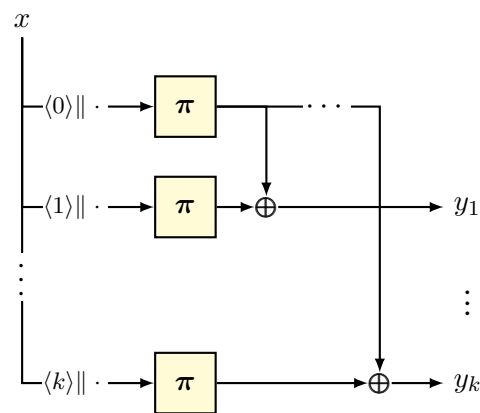 x
⟨0⟩‖ · π · · ·
⟨1⟩‖ · π ⊕ y₁
⋮ ⋮
⟨k⟩‖ · π ⊕ yₖ